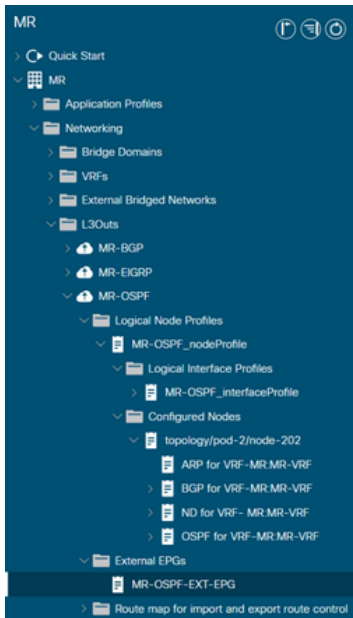 MR
Quick Start
MR
Application Profiles
Networking
Bridge Domains
VRFs
External Bridged Networks
L3Outs
MR-BGP
MR-EIGRP
MR-OSPF
Logical Node Profiles
MR-OSPF_nodeProfile
Logical Interface Profiles
MR-OSPF_interfaceProfile
Configured Nodes
topology/pod-2/node-202
ARP for VRF-MR:MR-VRF
BGP for VRF-MR:MR-VRF
ND for VRF- MR:MR-VRF
OSPF for VRF-MR:MR-VRF
External EPGs
MR-OSPF-EXT-EPG
Route map for import and export route control